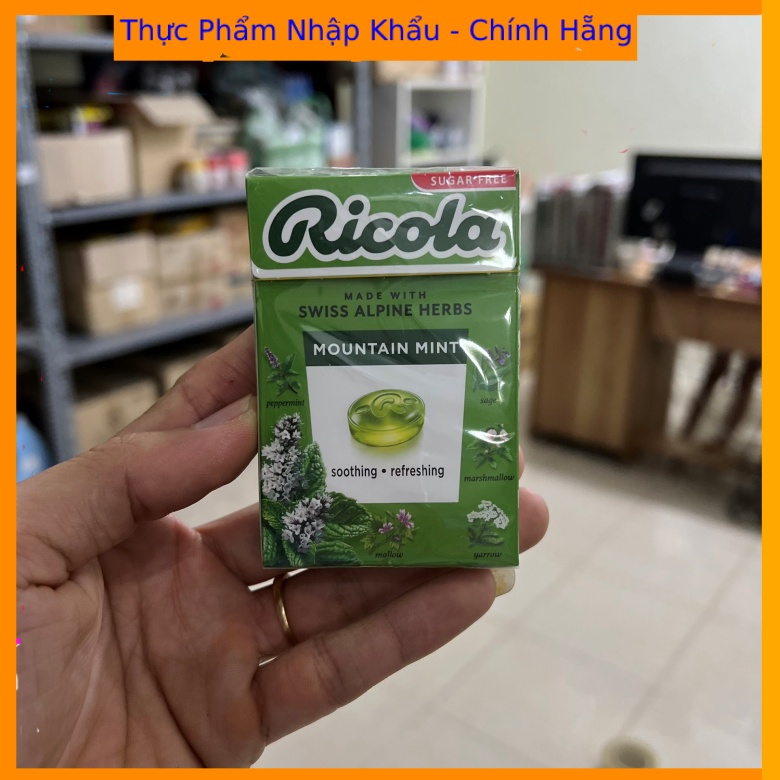 Thực Phẩm Nhập Khẩu - Chính Hẵng
SUGAR FREE
Ricola
MADE WITH
SWISS ALPINE HERBS
MOUNTAIN MINT
peppermint
sage
soothing • refreshing
marshmallow
mallow
yarrow